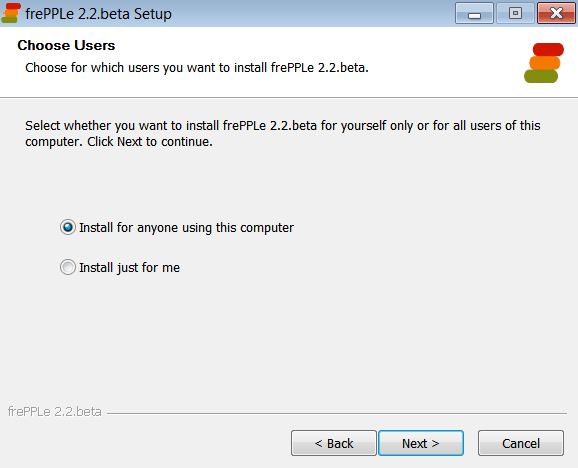 frePPLe 2.2.beta Setup
Choose Users
Choose for which users you want to install frePPLe 2.2.beta.
Select whether you want to install frePPLe 2.2.beta for yourself only or for all users of this
computer. Click Next to continue.
Install for anyone using this computer
Install just for me
frePPLe 2.2.beta
< Back
Next >
Cancel